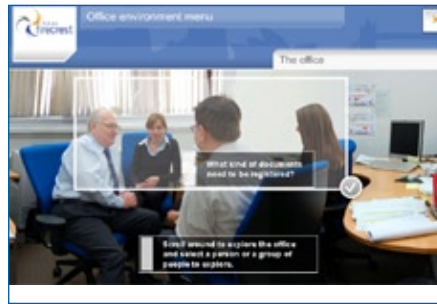 Office environment menu
firecrest
The office
What kind of documents
need to be registered?
Scroll around to explore the office
and select a person or a group of
people to explore.